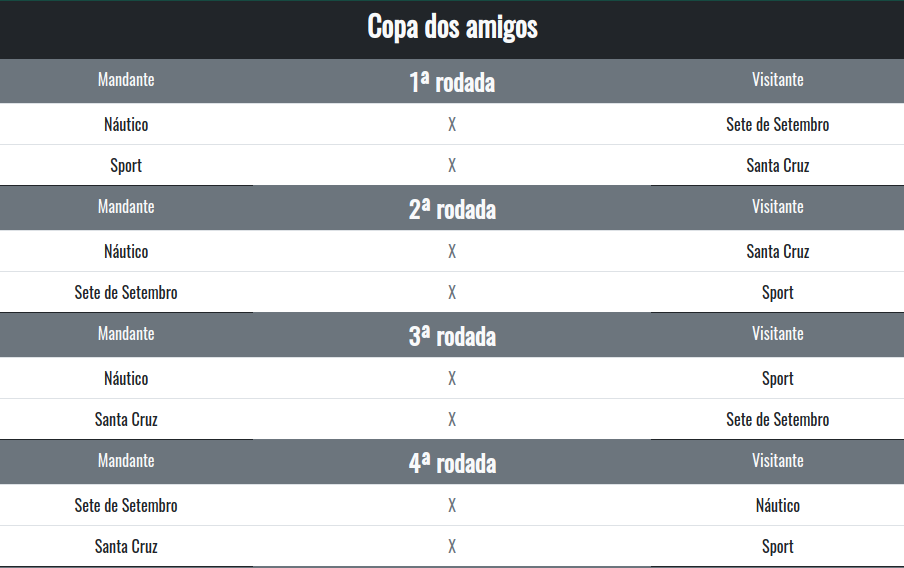 Copa dos amigos
Mandante 1ª rodada Visitante
Náutico X Sete de Setembro
Sport X Santa Cruz
Mandante 2ª rodada Visitante
Náutico X Santa Cruz
Sete de Setembro X Sport
Mandante 3ª rodada Visitante
Náutico X Sport
Santa Cruz X Sete de Setembro
Mandante 4ª rodada Visitante
Sete de Setembro X Náutico
Santa Cruz X Sport